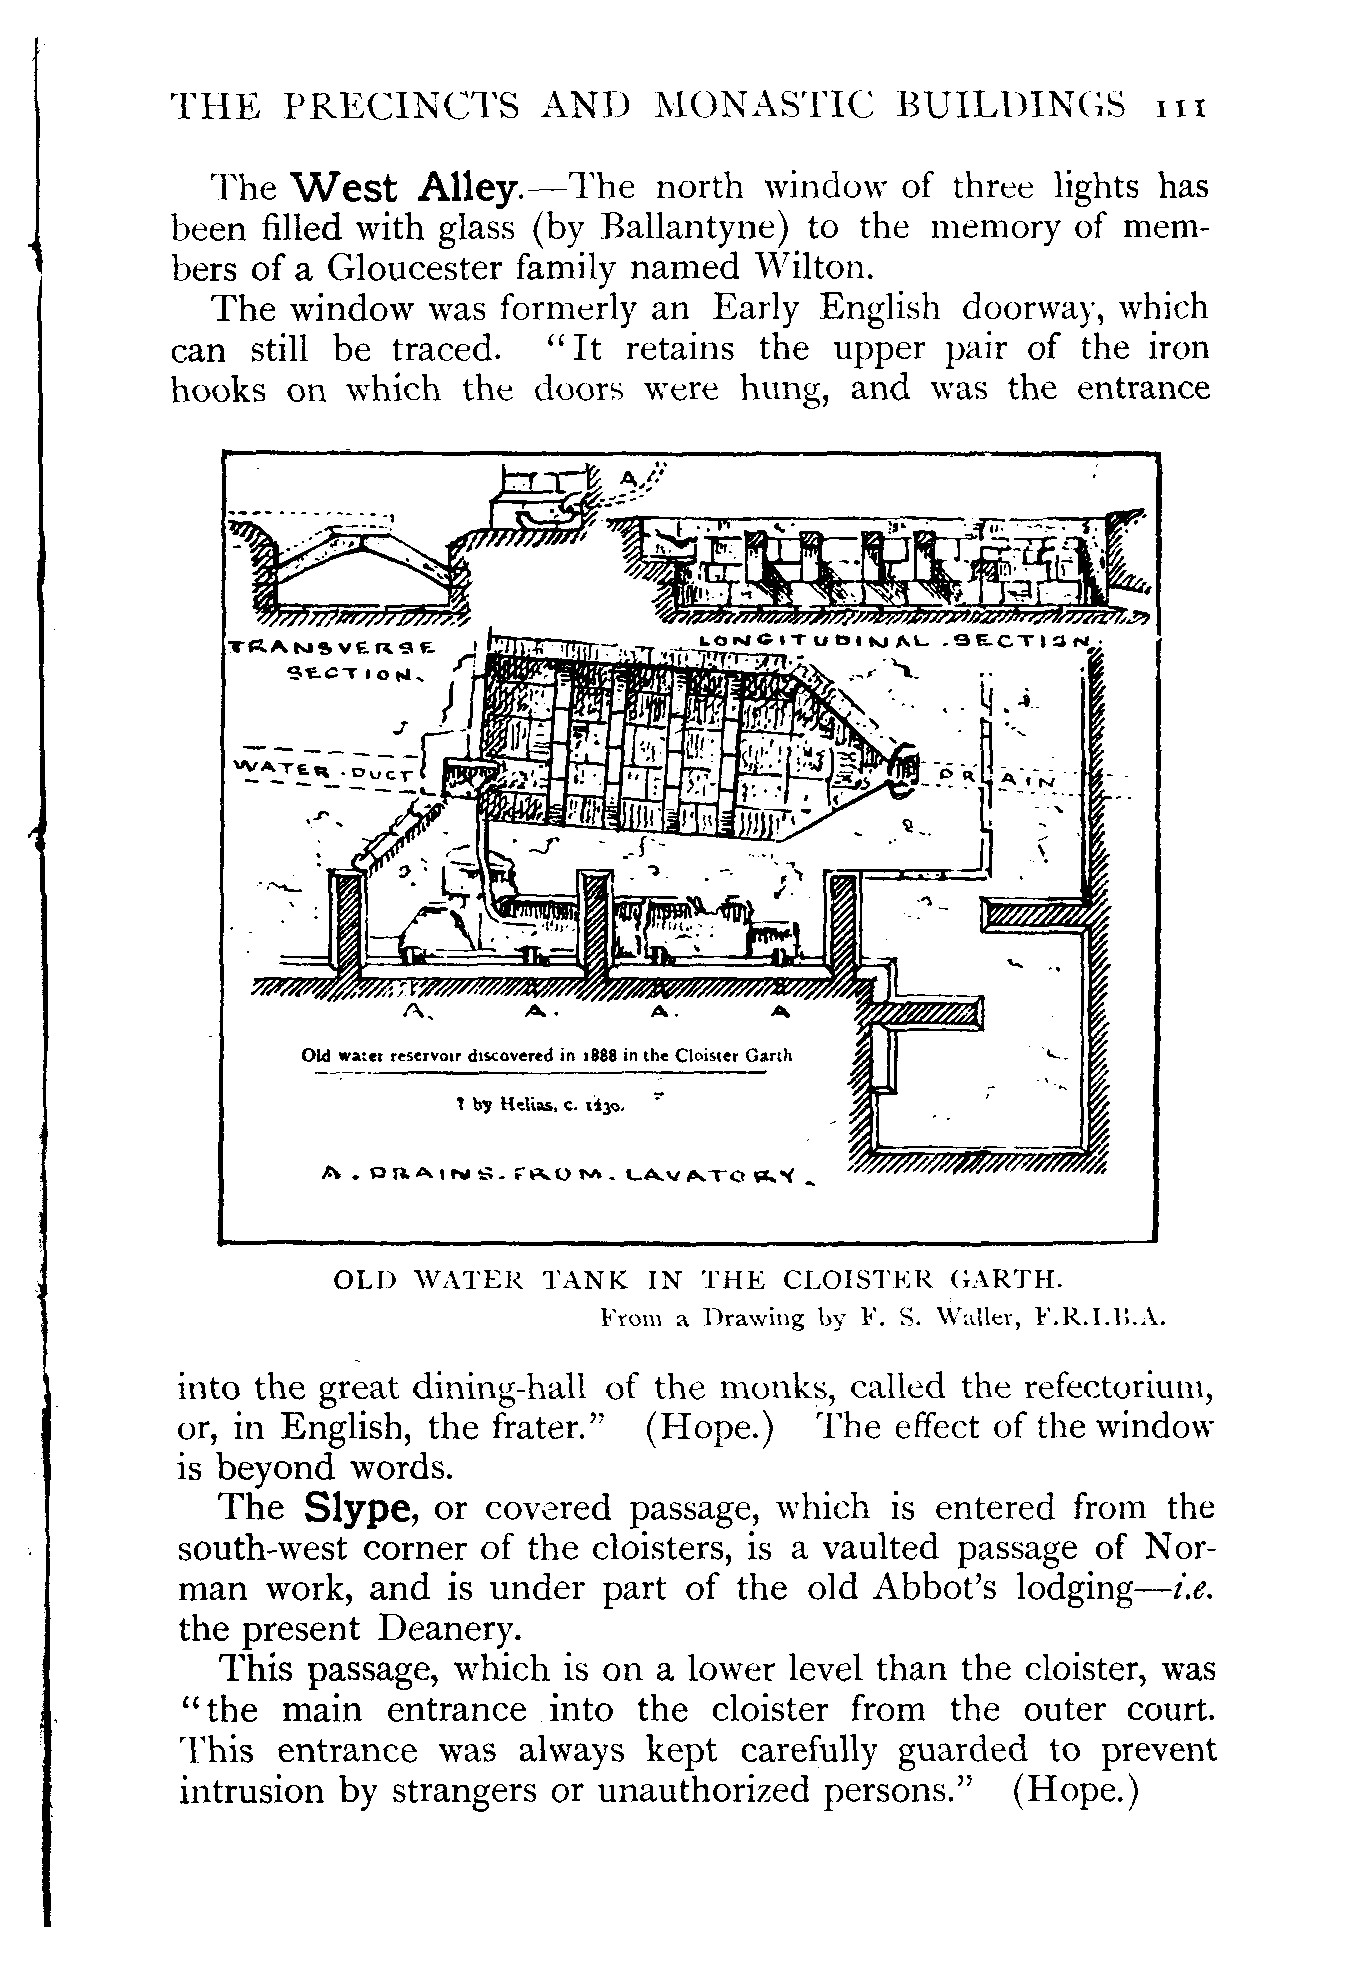 THE PRECINCTS AND MONASTIC BUILDINGS 111
The West Alley.—The north window of three lights has
been filled with glass (by Ballantyne) to the memory of mem-
bers of a Gloucester family named Wilton.
The window was formerly an Early English doorway, which
can still be traced. “It retains the upper pair of the iron
hooks on which the doors were hung, and was the entrance
A
TRANSVERSE
SECTION.
LONGITUDINAL . SECTION.
WATER . DUCT
DRAIN
A. A. A. A
Old water reservoir discovered in 1888 in the Cloister Garth
? by Helias, c.
A . DRAINS . FROM . LAVATORY.
OLD WATER TANK IN THE CLOISTER GARTH.
From a Drawing by F. S. Waller, F.R.I.B.A.
into the great dining-hall of the monks, called the refectorium,
or, in English, the frater.” (Hope.) The effect of the window
is beyond words.
The Slype, or covered passage, which is entered from the
south-west corner of the cloisters, is a vaulted passage of Nor-
man work, and is under part of the old Abbot’s lodging—i.e.
the present Deanery.
This passage, which is on a lower level than the cloister, was
“the main entrance into the cloister from the outer court.
This entrance was always kept carefully guarded to prevent
intrusion by strangers or unauthorized persons.” (Hope.)